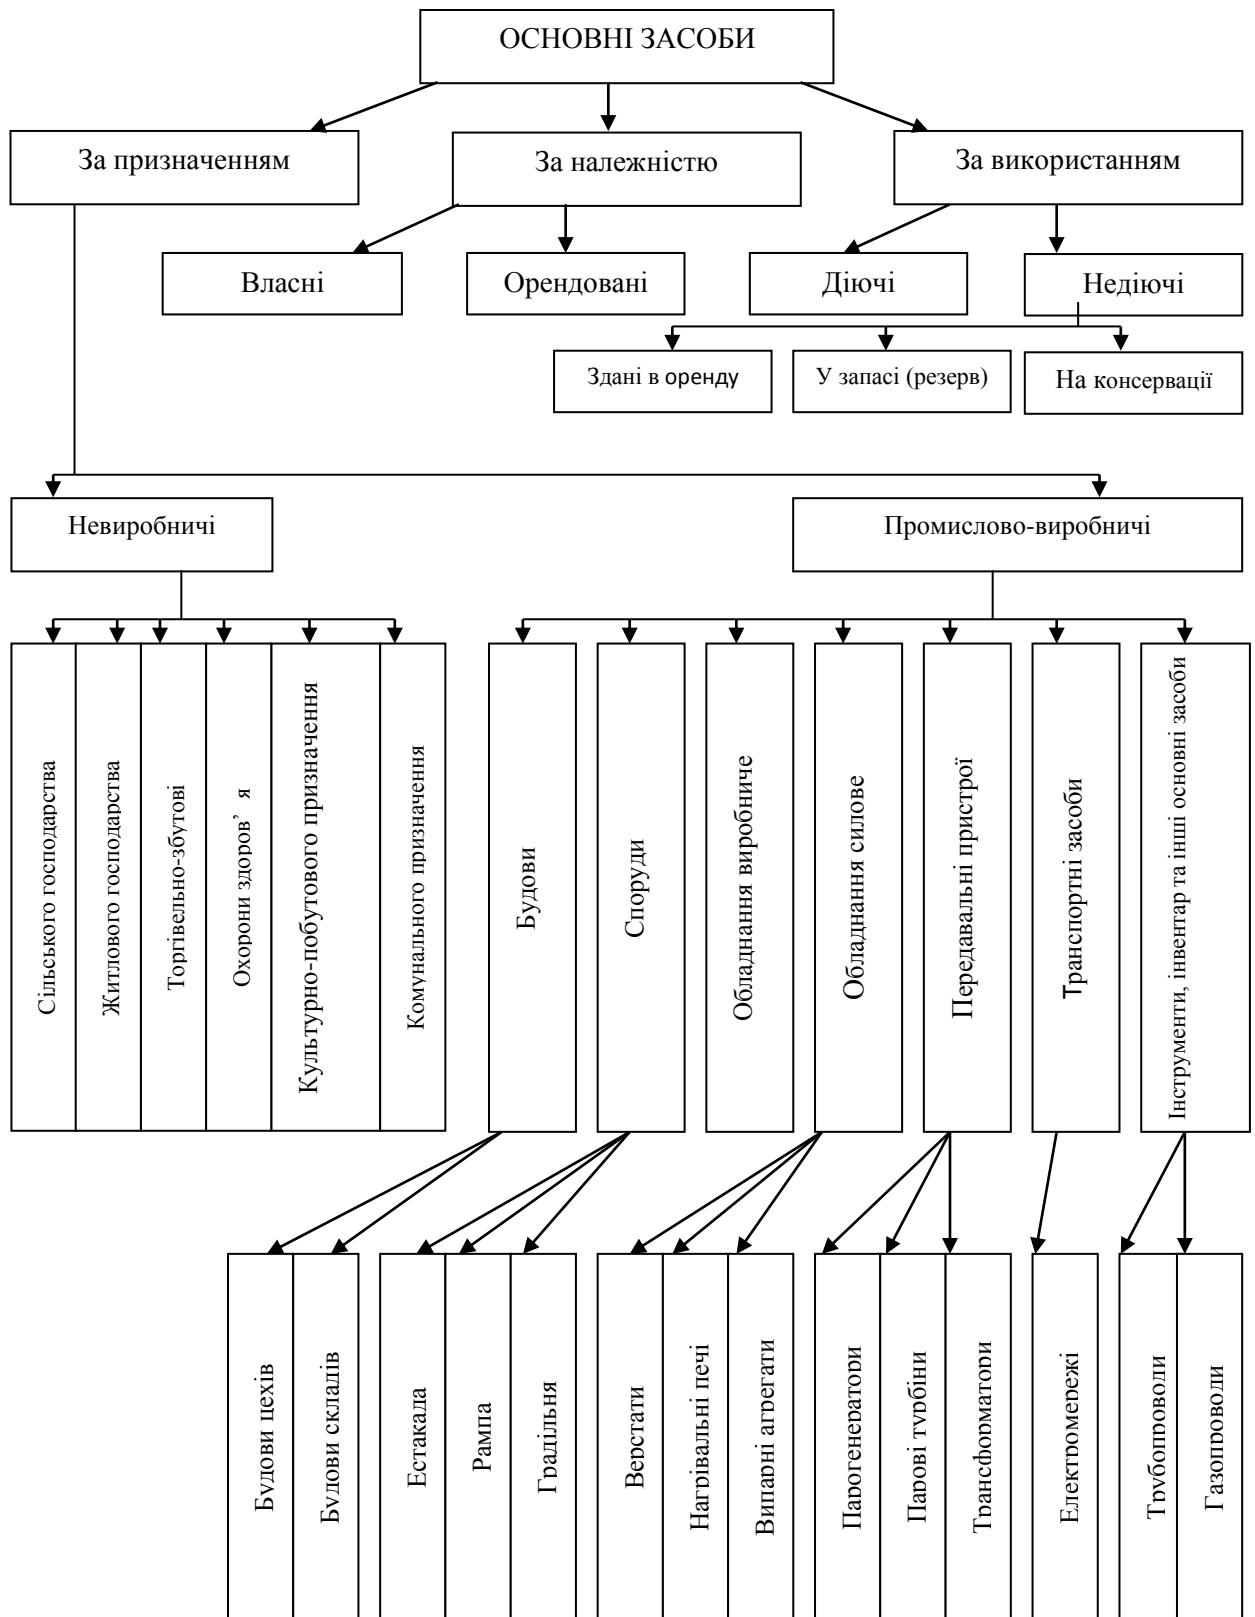 ОСНОВНІ ЗАСОБИ
За призначенням
За належністю
За використанням
Власні
Орендовані
Діючі
Недіючі
Здані в оренду
У запасі (резерв)
На консервації
Невиробничі
Промислово-виробничі
Сільського господарства
Житлового господарства
Торгівельно-збутові
Охорони здоров’ я
Культурно-побутового призначення
Комунального призначення
Будови
Споруди
Обладнання виробниче
Обладнання силове
Передавальні пристрої
Транспортні засоби
Інструменти, інвентар та інші основні засоби
Будови цехів
Будови складів
Естакада
Рампа
Градільня
Верстати
Нагрівальні печі
Випарні агрегати
Парогенератори
Парові турбіни
Трансформатори
Електромережі
Трубопроводи
Газопроводи